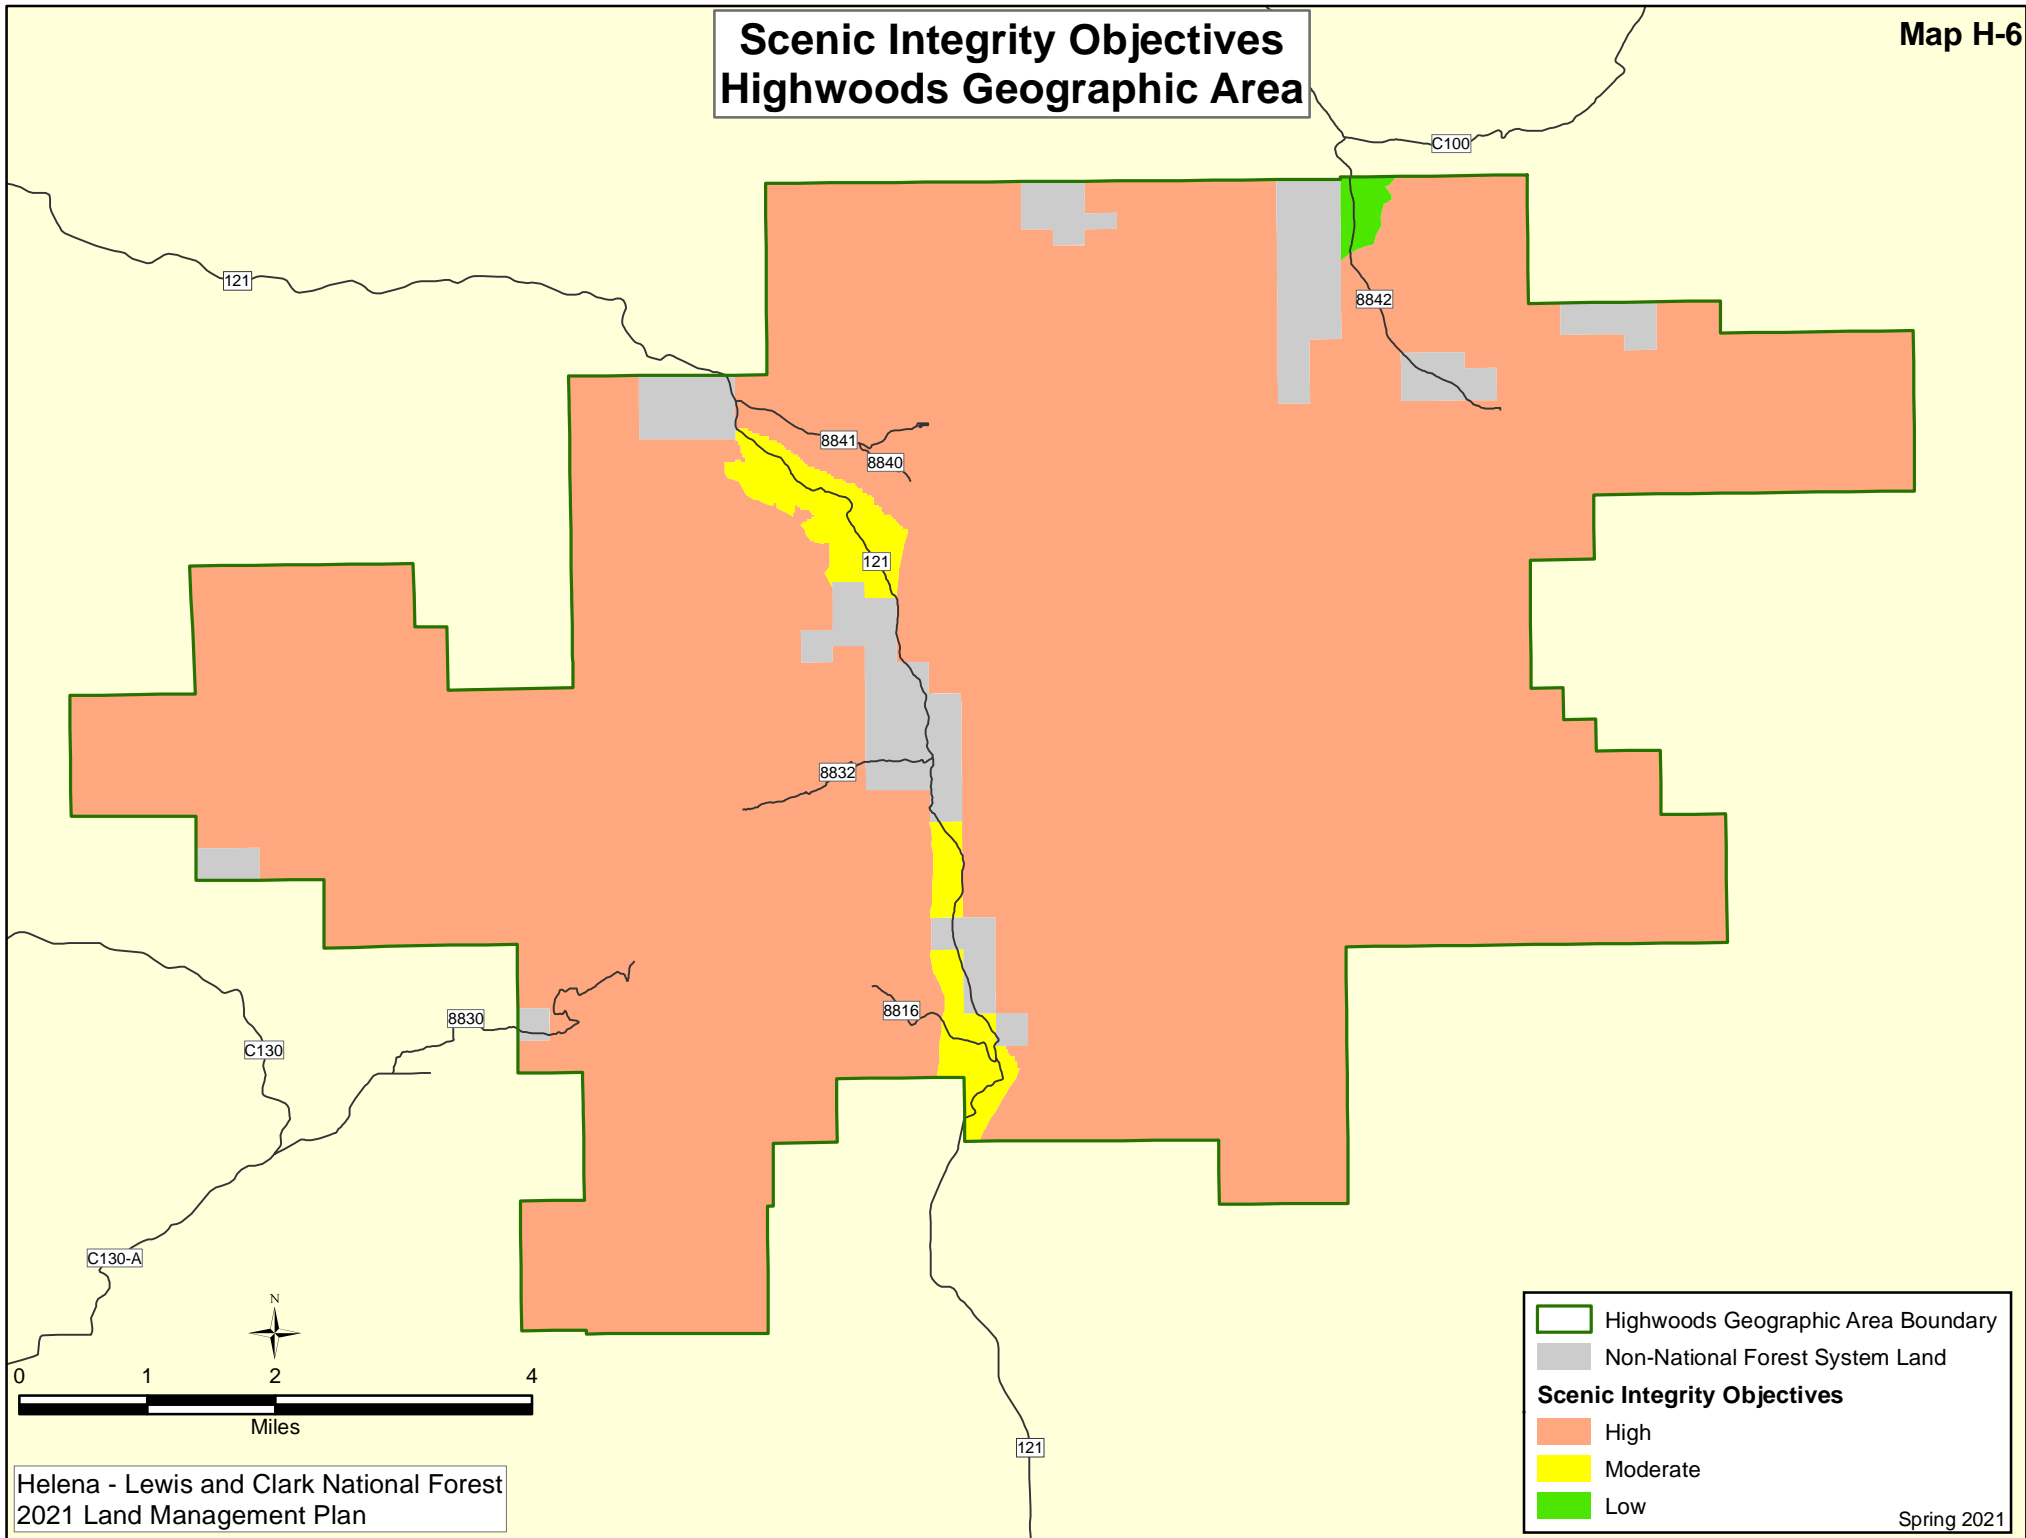 Scenic Integrity Objectives
Highwoods Geographic Area
Map H-6
C100
121
8842
8841
8840
121
8832
8816
8830
C130
C130-A
121
N
0 1 2 4
Miles
Helena - Lewis and Clark National Forest
2021 Land Management Plan
Highwoods Geographic Area Boundary
Non-National Forest System Land
Scenic Integrity Objectives
High
Moderate
Low
Spring 2021